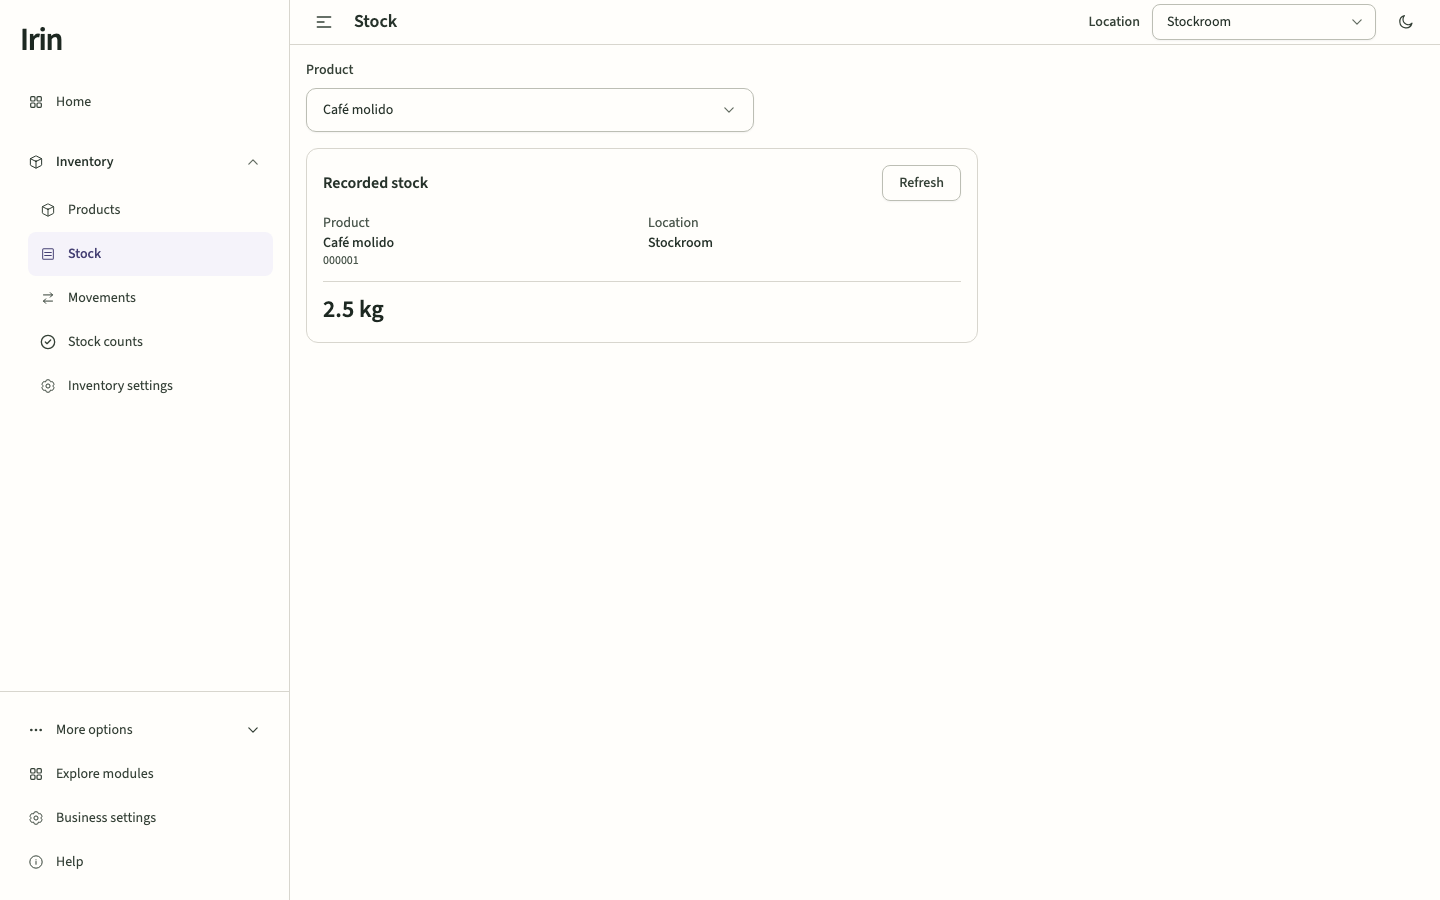 Irin
Home
Inventory
Products
Stock
Movements
Stock counts
Inventory settings
More options
Explore modules
Business settings
Help
Stock
Location
Stockroom
Product
Café molido
Recorded stock
Refresh
Product
Café molido
000001
Location
Stockroom
2.5 kg